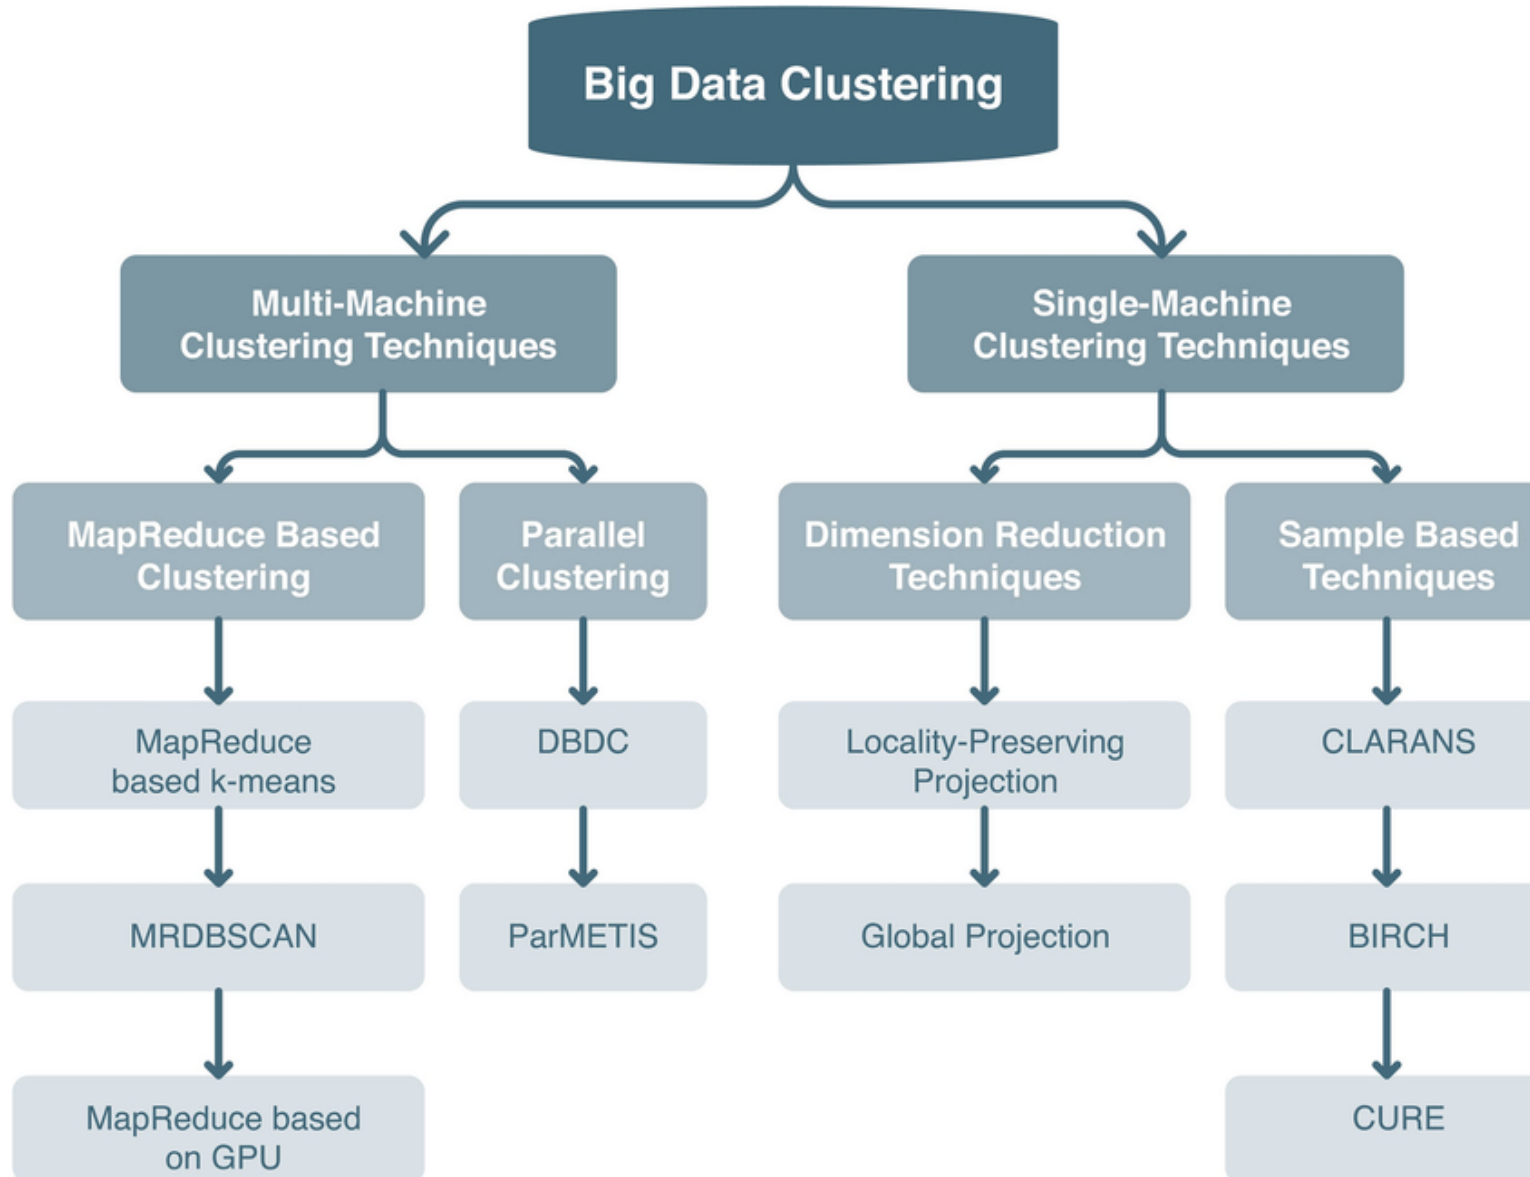 Big Data Clustering
Multi-Machine
Clustering Techniques
Single-Machine
Clustering Techniques
MapReduce Based
Clustering
Parallel
Clustering
Dimension Reduction
Techniques
Sample Based
Techniques
MapReduce
based k-means
DBDC
Locality-Preserving
Projection
CLARANS
MRDBSCAN
ParMETIS
Global Projection
BIRCH
MapReduce based
on GPU
CURE